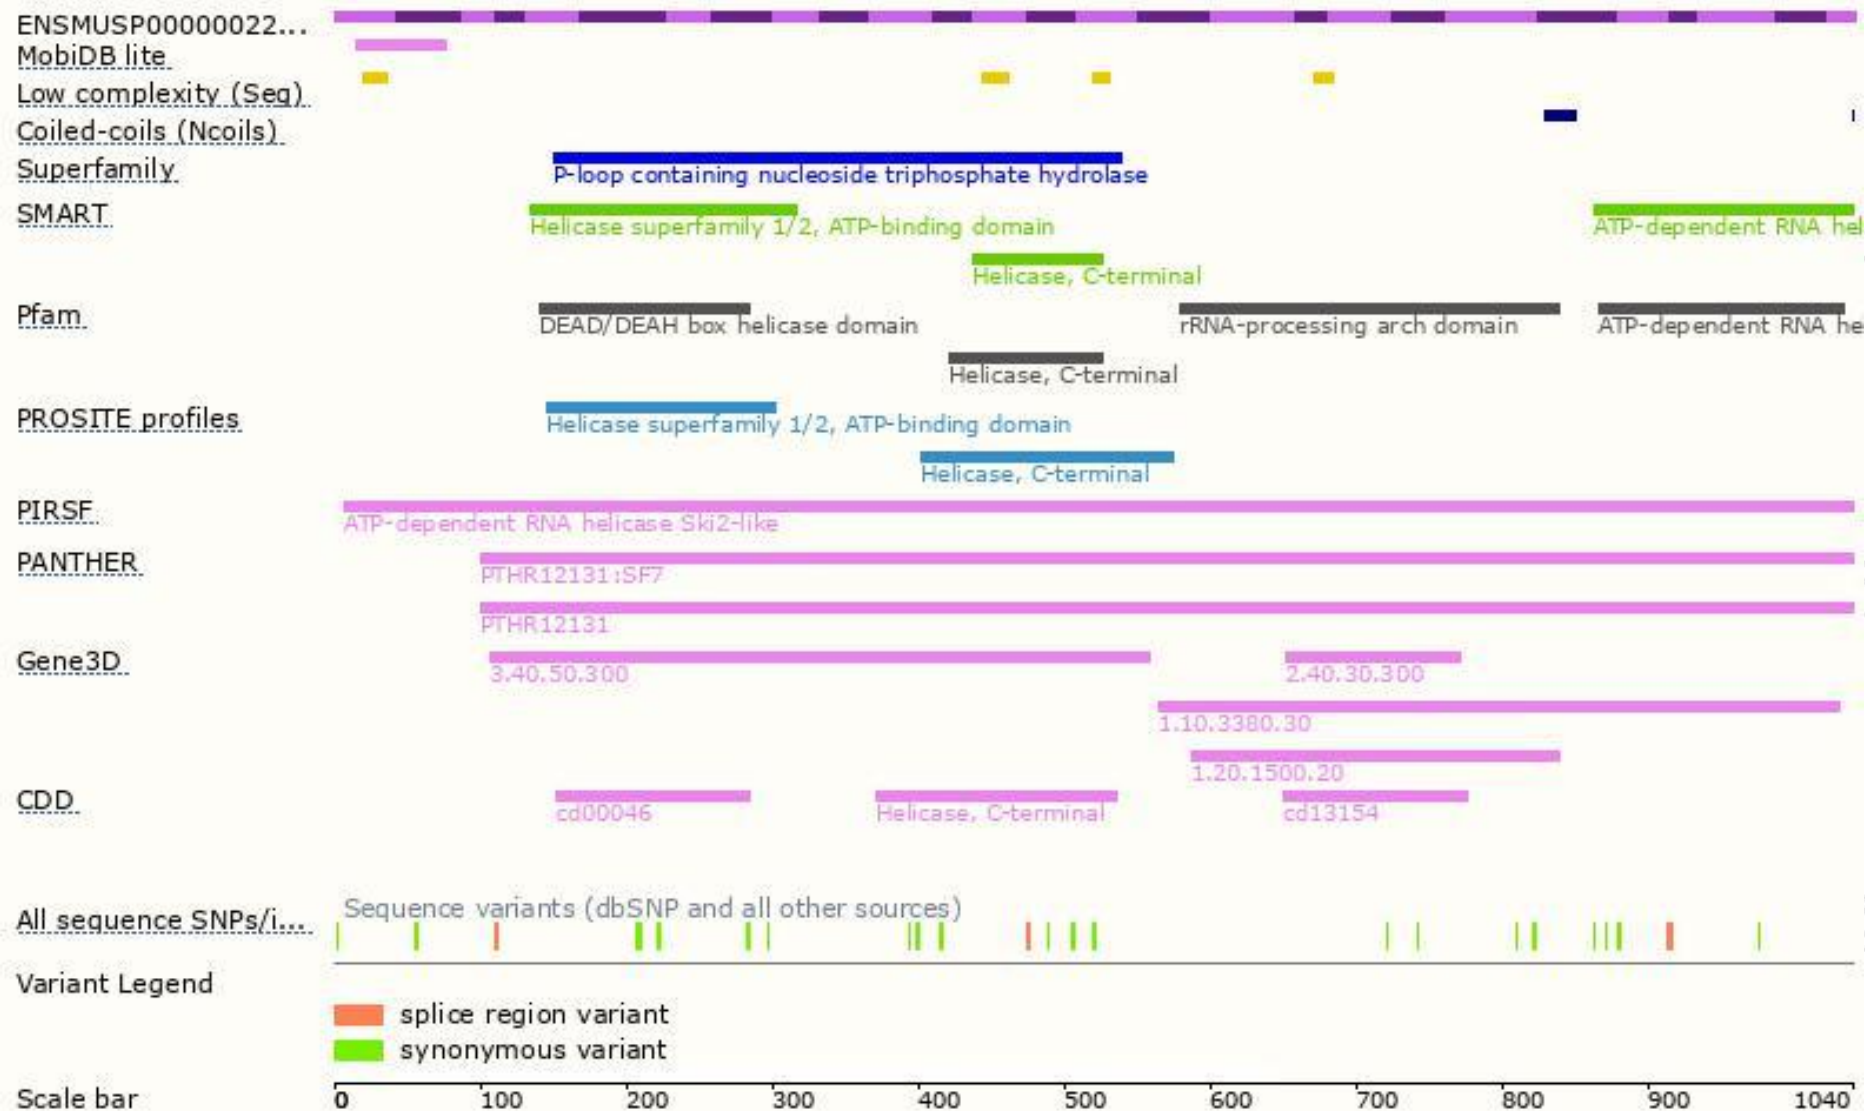 ENSMUSP00000022...
MobiDB lite
Low complexity (Seg)
Coiled-coils (Ncoils)
Superfamily
P-loop containing nucleoside triphosphate hydrolase
SMART
Helicase superfamily 1/2, ATP-binding domain
ATP-dependent RNA hel
Helicase, C-terminal
Pfam
DEAD/DEAH box helicase domain
rRNA-processing arch domain
ATP-dependent RNA he
Helicase, C-terminal
PROSITE profiles
Helicase superfamily 1/2, ATP-binding domain
Helicase, C-terminal
PIRSF
ATP-dependent RNA helicase Ski2-like
PANTHER
PTHR12131:SF7
PTHR12131
Gene3D
3.40.50.300
2.40.30.300
1.10.3380.30
1.20.1500.20
CDD
cd00046
Helicase, C-terminal
cd13154
All sequence SNPs/i...
Sequence variants (dbSNP and all other sources)
Variant Legend
splice region variant
synonymous variant
Scale bar
0 100 200 300 400 500 600 700 800 900 1040